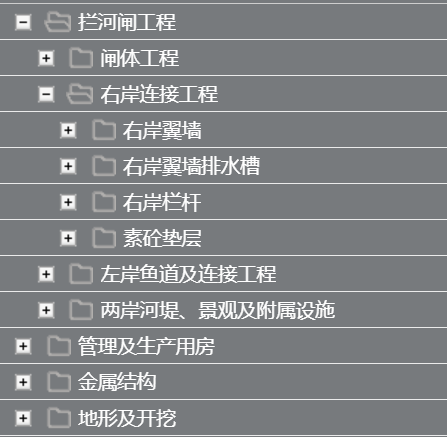 拦河闸工程
闸体工程
右岸连接工程
右岸翼墙
右岸翼墙排水槽
右岸栏杆
素砼垫层
左岸鱼道及连接工程
两岸河堤、景观及附属设施
管理及生产用房
金属结构
地形及开挖